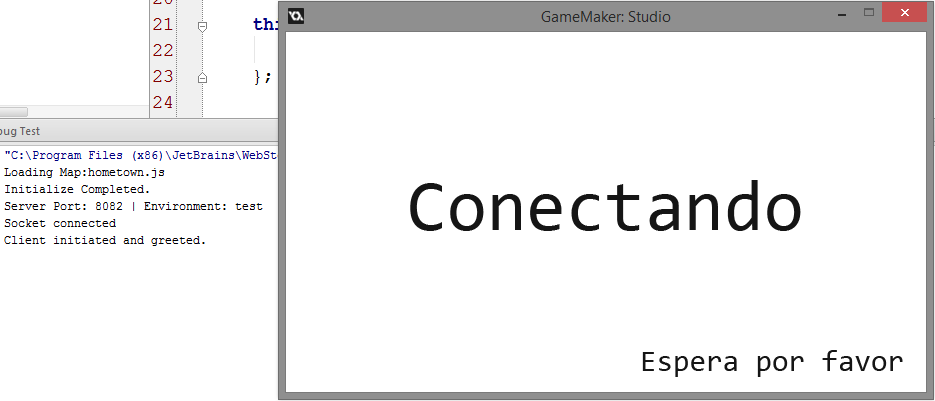 21 thi
22
23 };
24
bug Test
"C:\Program Files (x86)\JetBrains\WebSt
Loading Map:hometown.js
Initialize Completed.
Server Port: 8082 | Environment: test
Socket connected
Client initiated and greeted.
GameMaker: Studio
Conectando
Espera por favor